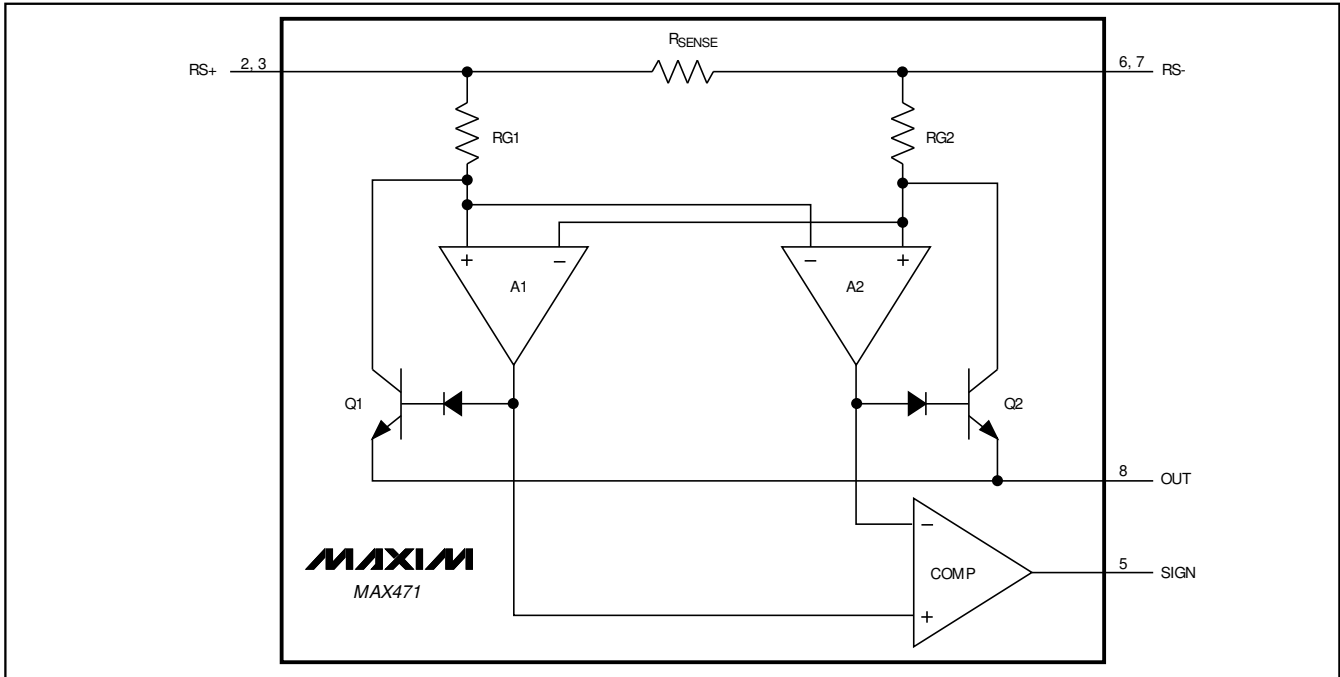 RSENSE
RS+ 2, 3
6, 7 RS-
RG1
RG2
+ −
− +
A1
A2
Q1
Q2
8 OUT
−
COMP
5 SIGN
+
MAXIM
MAX471